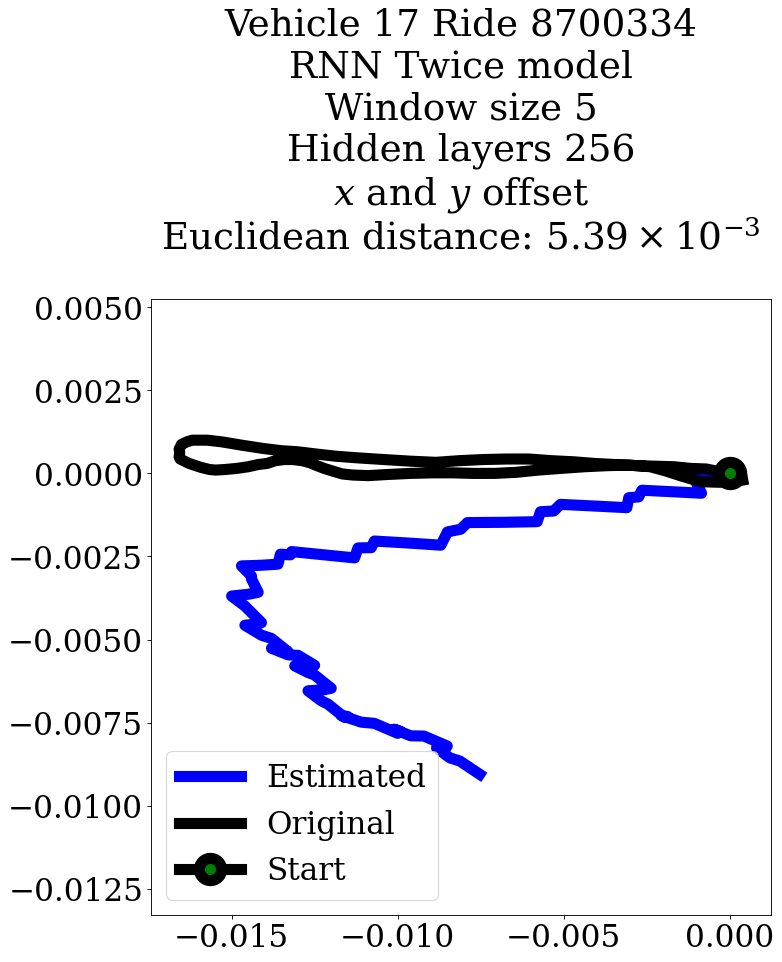 Vehicle 17 Ride 8700334
RNN Twice model
Window size 5
Hidden layers 256
x and y offset
Euclidean distance: 5.39 × 10⁻³
0.0050
0.0025
0.0000
−0.0025
−0.0050
−0.0075
−0.0100
−0.0125
Estimated
Original
Start
−0.015 −0.010 −0.005 0.000